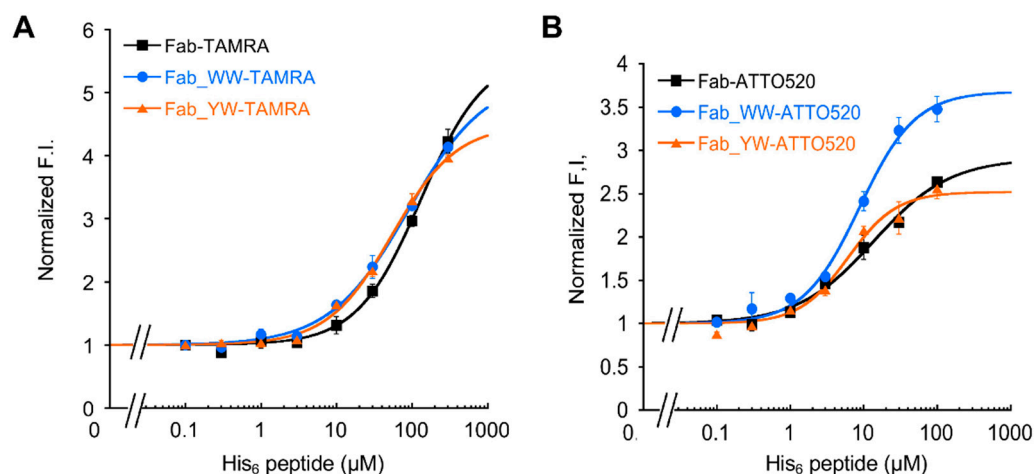 A
Normalized F.I.
6
5
4
3
2
1
0
Fab-TAMRA
Fab_WW-TAMRA
Fab_YW-TAMRA
0 0.1 1 10 100 1000
His6 peptide (µM)
B
Normalized F,I,
4
3.5
3
2.5
2
1.5
1
0.5
0
Fab-ATTO520
Fab_WW-ATTO520
Fab_YW-ATTO520
0. 0.1 1 10 100 1000
His6 peptide (µM)